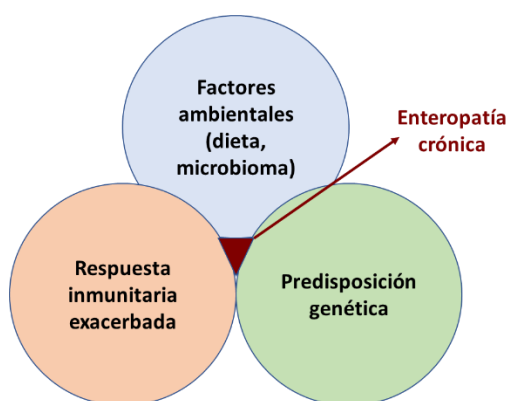 Factores
ambientales
(dieta,
microbioma)
Enteropatía
crónica
Respuesta
inmunitaria
exacerbada
Predisposición
genética